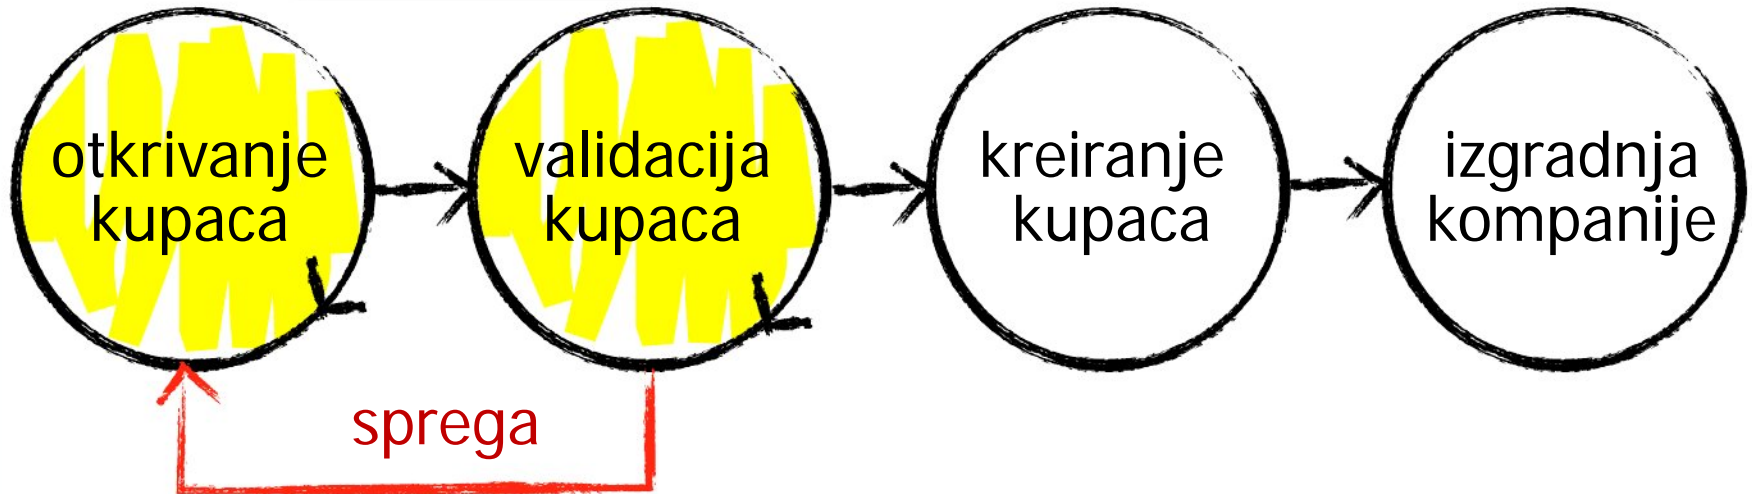 otkrivanje
kupaca
validacija
kupaca
kreiranje
kupaca
izgradnja
kompanije
sprega